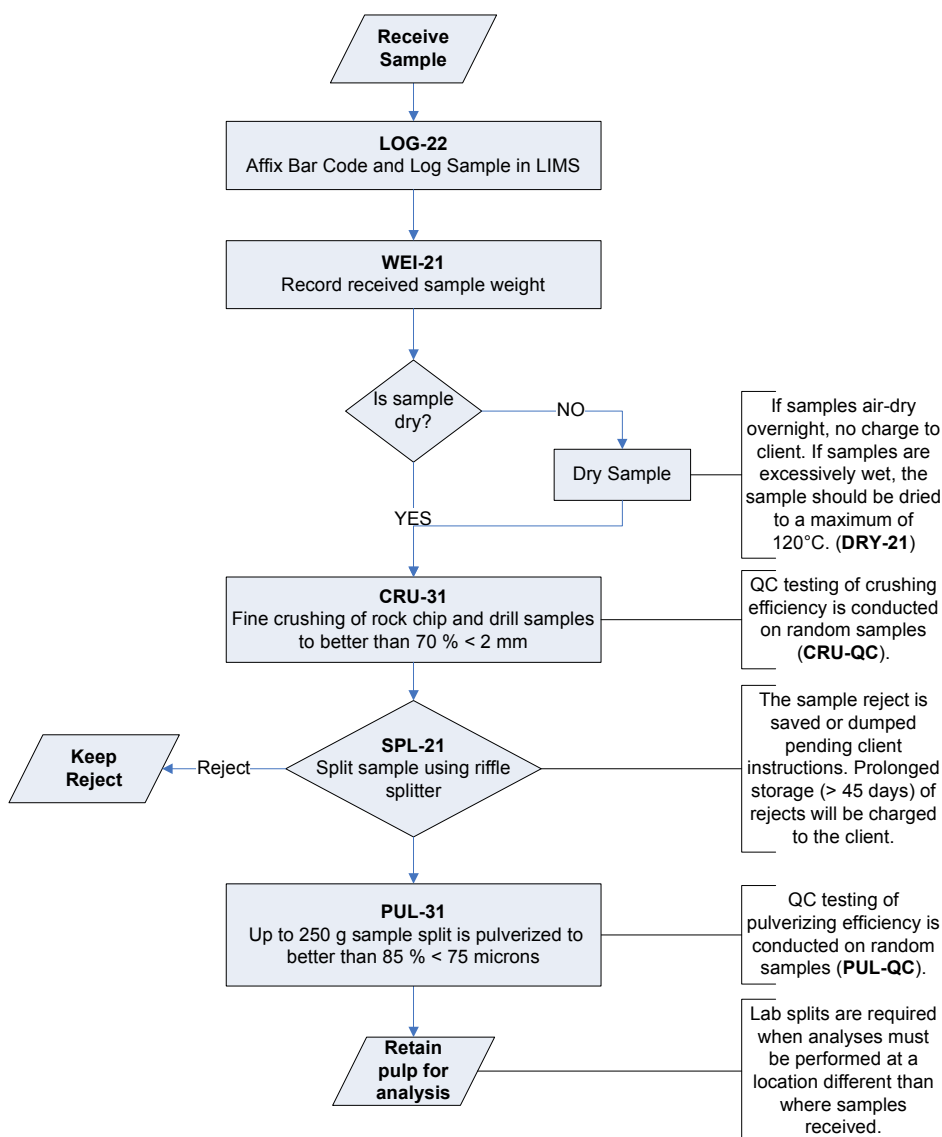 Receive
Sample
LOG-22
Affix Bar Code and Log Sample in LIMS
WEI-21
Record received sample weight
Is sample
dry?
NO
Dry Sample
If samples air-dry
overnight, no charge to
client. If samples are
excessively wet, the
sample should be dried
to a maximum of
120°C. (DRY-21)
YES
CRU-31
Fine crushing of rock chip and drill samples
to better than 70 % < 2 mm
QC testing of crushing
efficiency is conducted
on random samples
(CRU-QC).
SPL-21
Split sample using riffle
splitter
Reject
Keep
Reject
The sample reject is
saved or dumped
pending client
instructions. Prolonged
storage (> 45 days) of
rejects will be charged
to the client.
PUL-31
Up to 250 g sample split is pulverized to
better than 85 % < 75 microns
QC testing of
pulverizing efficiency is
conducted on random
samples (PUL-QC).
Retain
pulp for
analysis
Lab splits are required
when analyses must
be performed at a
location different than
where samples
received.